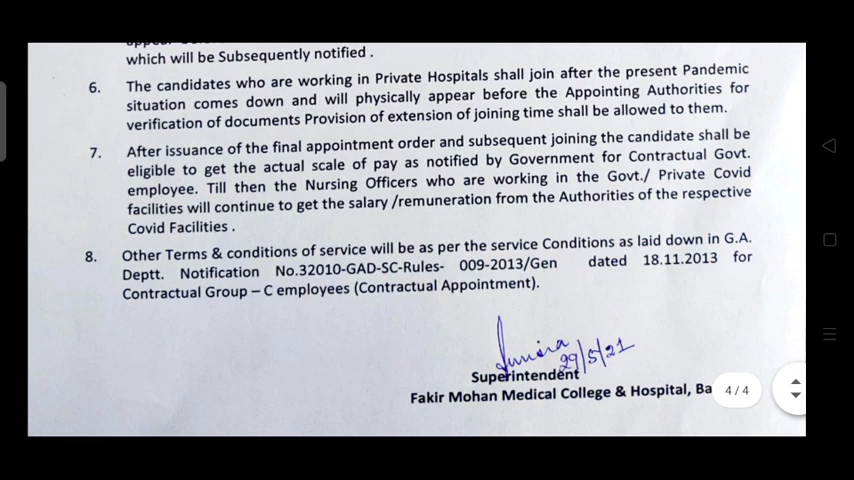 which will be Subsequently notified .
6. The candidates who are working in Private Hospitals shall join after the present Pandemic
situation comes down and will physically appear before the Appointing Authorities for
verification of documents Provision of extension of joining time shall be allowed to them.
7. After issuance of the final appointment order and subsequent joining the candidate shall be
eligible to get the actual scale of pay as notified by Government for Contractual Govt.
employee. Till then the Nursing Officers who are working in the Govt./ Private Covid
facilities will continue to get the salary /remuneration from the Authorities of the respective
Covid Facilities .
8. Other Terms & conditions of service will be as per the service Conditions as laid down in G.A.
Deptt. Notification No.32010-GAD-SC-Rules- 009-2013/Gen dated 18.11.2013 for
Contractual Group – C employees (Contractual Appointment).
29/5/21
Superintendent
Fakir Mohan Medical College & Hospital, Ba
4 / 4